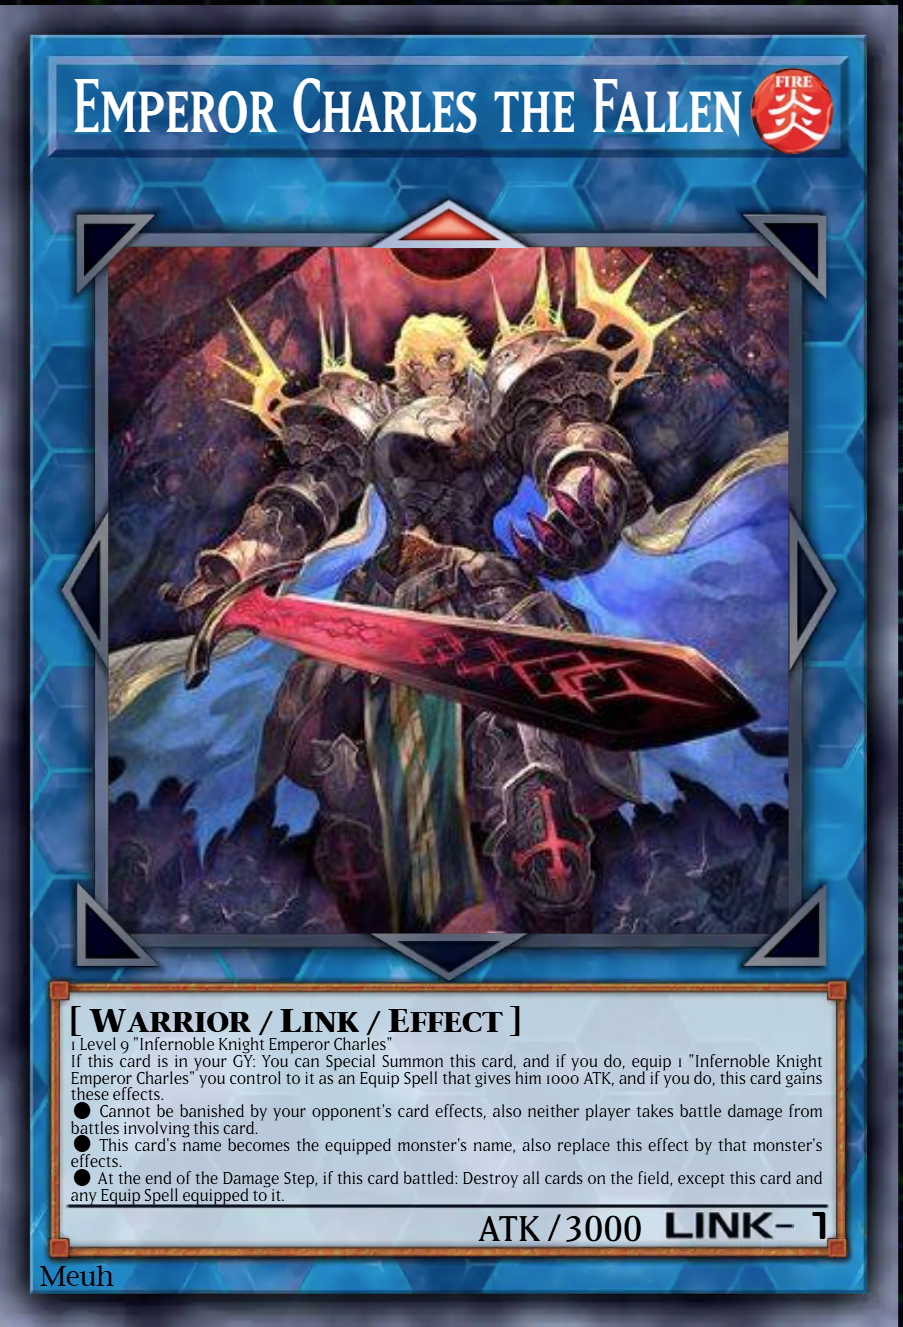 Emperor Charles the Fallen
FIRE
炎
[ Warrior / Link / Effect ]
1 Level 9 "Infernoble Knight Emperor Charles"
If this card is in your GY: You can Special Summon this card, and if you do, equip 1 "Infernoble Knight
Emperor Charles" you control to it as an Equip Spell that gives him 1000 ATK, and if you do, this card gains
these effects.
● Cannot be banished by your opponent's card effects, also neither player takes battle damage from
battles involving this card.
● This card's name becomes the equipped monster's name, also replace this effect by that monster's
effects.
● At the end of the Damage Step, if this card battled: Destroy all cards on the field, except this card and
any Equip Spell equipped to it.
ATK/3000 LINK-1
Meuh